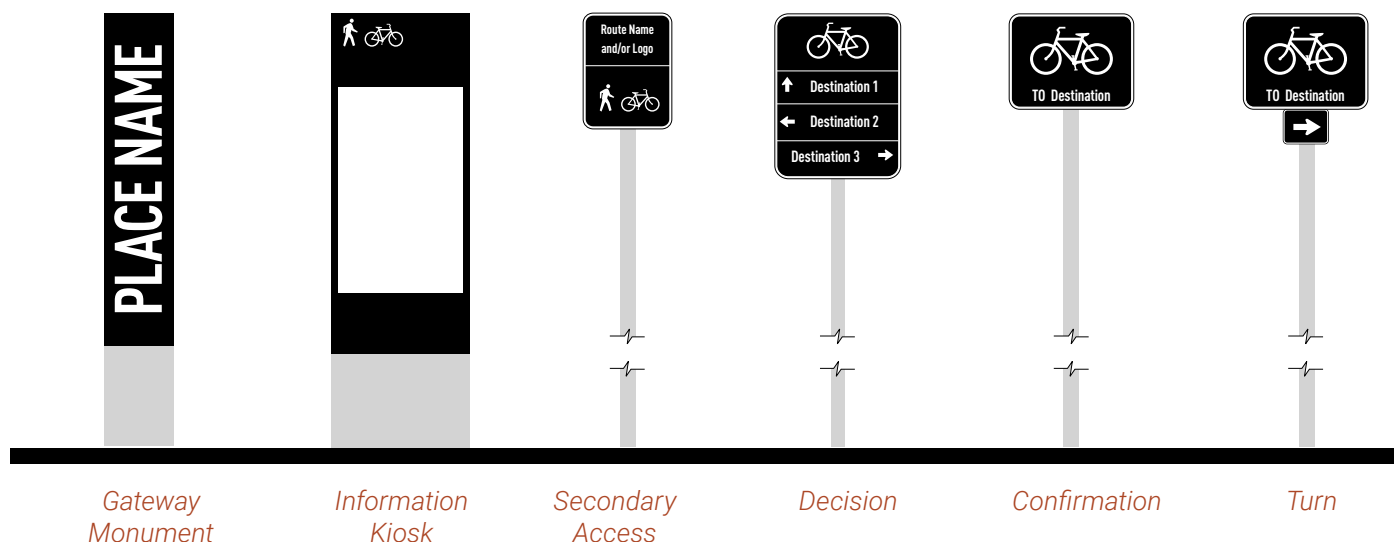 PLACE NAME
Route Name
and/or Logo
Destination 1
Destination 2
Destination 3
TO Destination
TO Destination
Gateway
Monument
Information
Kiosk
Secondary
Access
Decision
Confirmation
Turn